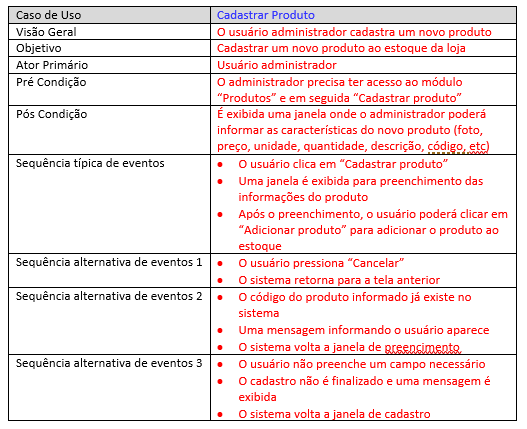 Caso de Uso Cadastrar Produto
Visão Geral O usuário administrador cadastra um novo produto
Objetivo Cadastrar um novo produto ao estoque da loja
Ator Primário Usuário administrador
Pré Condição O administrador precisa ter acesso ao módulo
“Produtos” e em seguida “Cadastrar produto”
Pós Condição É exibida uma janela onde o administrador poderá
informar as características do novo produto (foto,
preço, unidade, quantidade, descrição, código, etc)
Sequência típica de eventos • O usuário clica em “Cadastrar produto”
• Uma janela é exibida para preenchimento das
informações do produto
• Após o preenchimento, o usuário poderá clicar em
“Adicionar produto” para adicionar o produto ao
estoque
Sequência alternativa de eventos 1 • O usuário pressiona “Cancelar”
• O sistema retorna para a tela anterior
Sequência alternativa de eventos 2 • O código do produto informado já existe no
sistema
• Uma mensagem informando o usuário aparece
• O sistema volta a janela de preencimento
Sequência alternativa de eventos 3 • O usuário não preenche um campo necessário
• O cadastro não é finalizado e uma mensagem é
exibida
• O sistema volta a janela de cadastro